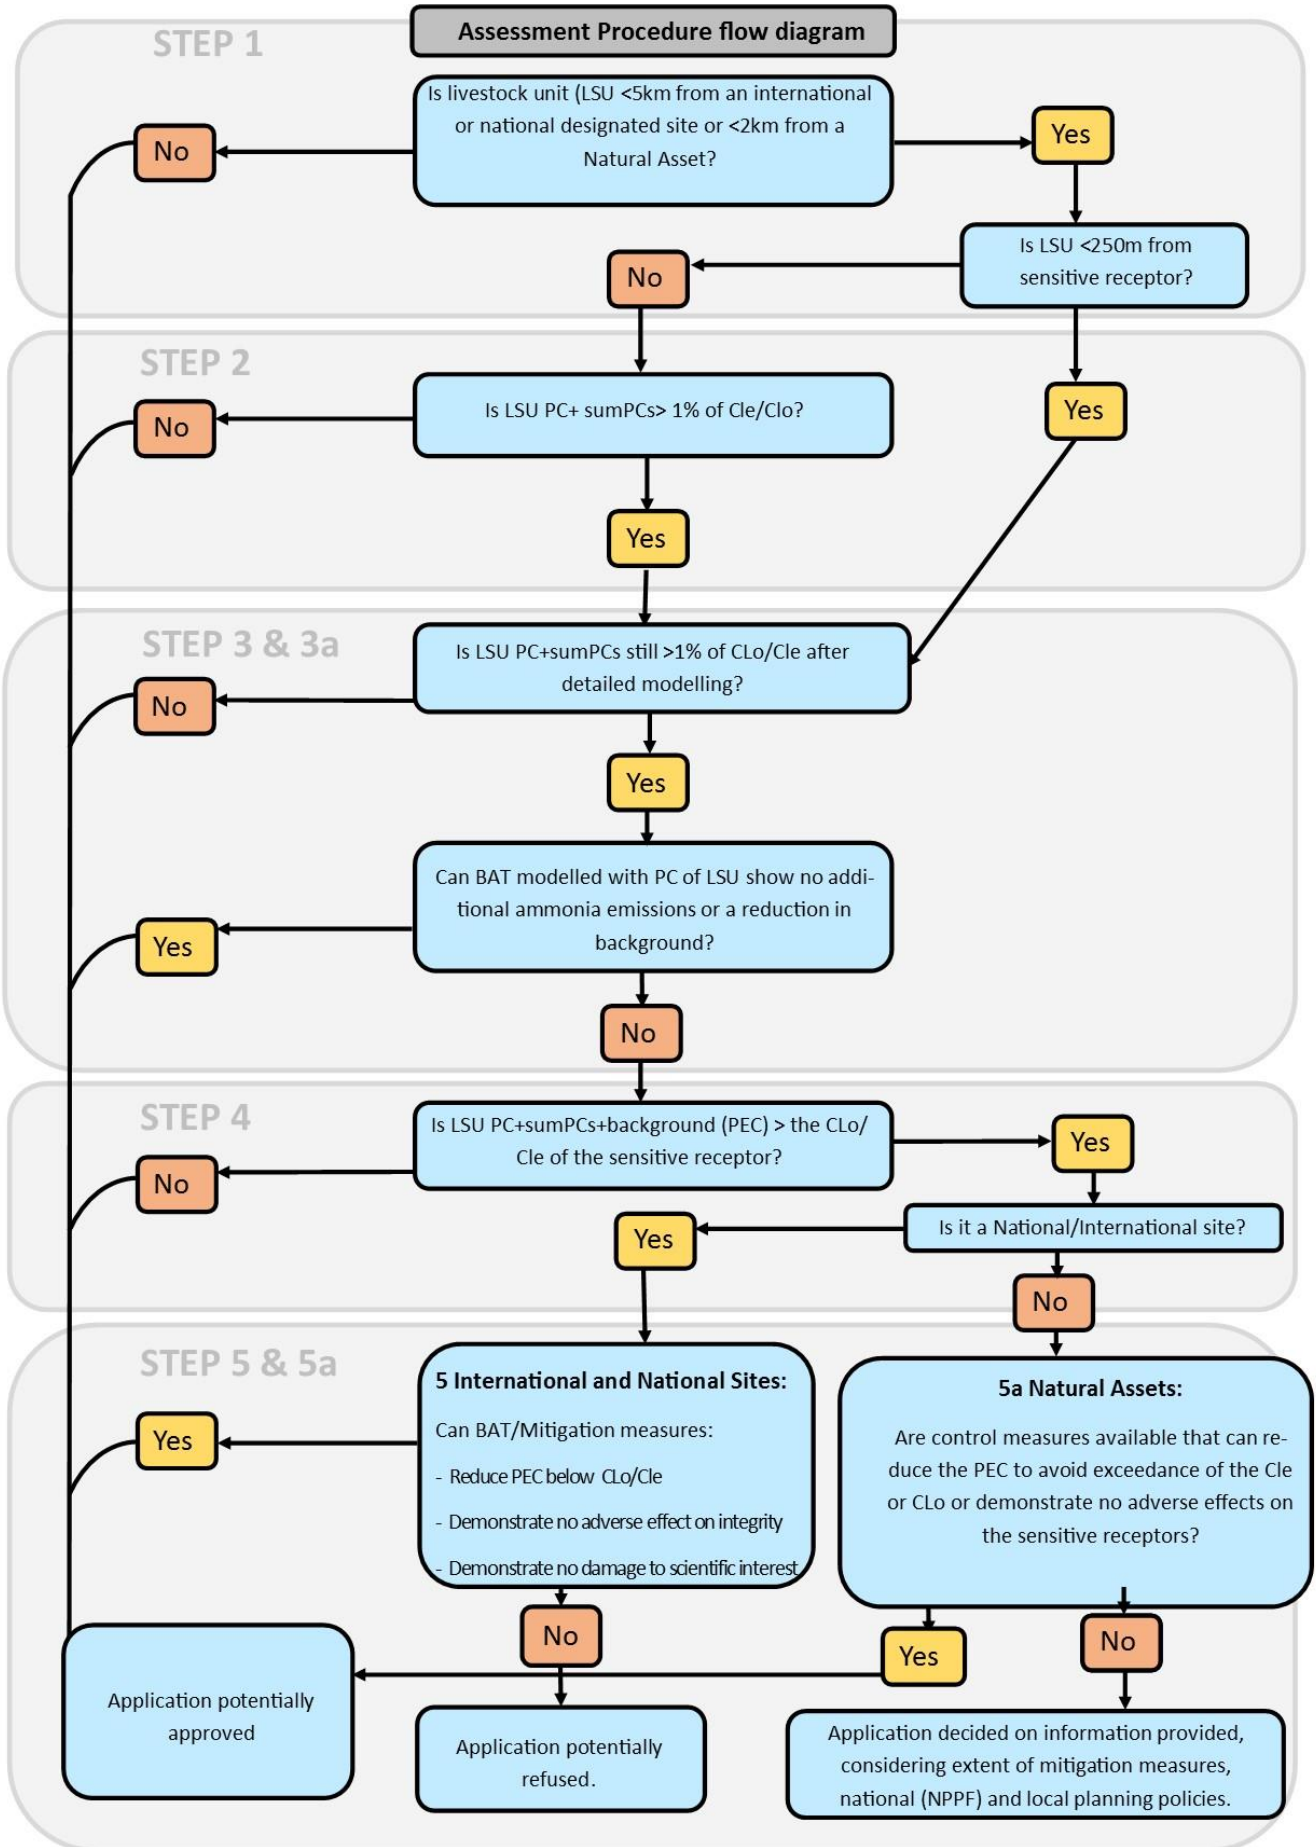 Assessment Procedure flow diagram
STEP 1
Is livestock unit (LSU <5km from an international
or national designated site or <2km from a
Natural Asset?
No
Yes
Is LSU <250m from
sensitive receptor?
No
STEP 2
Is LSU PC+ sumPCs> 1% of Cle/Clo?
No
Yes
Yes
STEP 3 & 3a
Is LSU PC+sumPCs still >1% of CLo/Cle after
detailed modelling?
No
Yes
Can BAT modelled with PC of LSU show no addi-
tional ammonia emissions or a reduction in
background?
Yes
No
STEP 4
Is LSU PC+sumPCs+background (PEC) > the CLo/
Cle of the sensitive receptor?
No
Yes
Is it a National/International site?
Yes
No
STEP 5 & 5a
5 International and National Sites:
Can BAT/Mitigation measures:
- Reduce PEC below CLo/Cle
- Demonstrate no adverse effect on integrity
- Demonstrate no damage to scientific interest
Yes
5a Natural Assets:
Are control measures available that can re-
duce the PEC to avoid exceedance of the Cle
or CLo or demonstrate no adverse effects on
the sensitive receptors?
No
Yes
No
Application potentially
approved
Application potentially
refused.
Application decided on information provided,
considering extent of mitigation measures,
national (NPPF) and local planning policies.